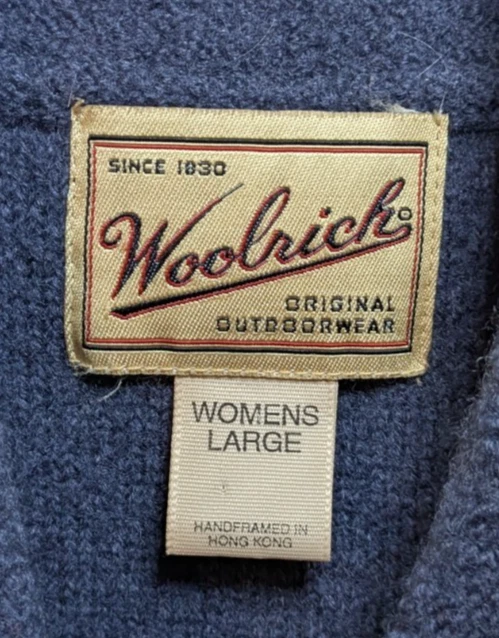 SINCE 1830
Woolrich®
ORIGINAL
OUTDOORWEAR
WOMENS
LARGE
HANDFRAMED IN
HONG KONG